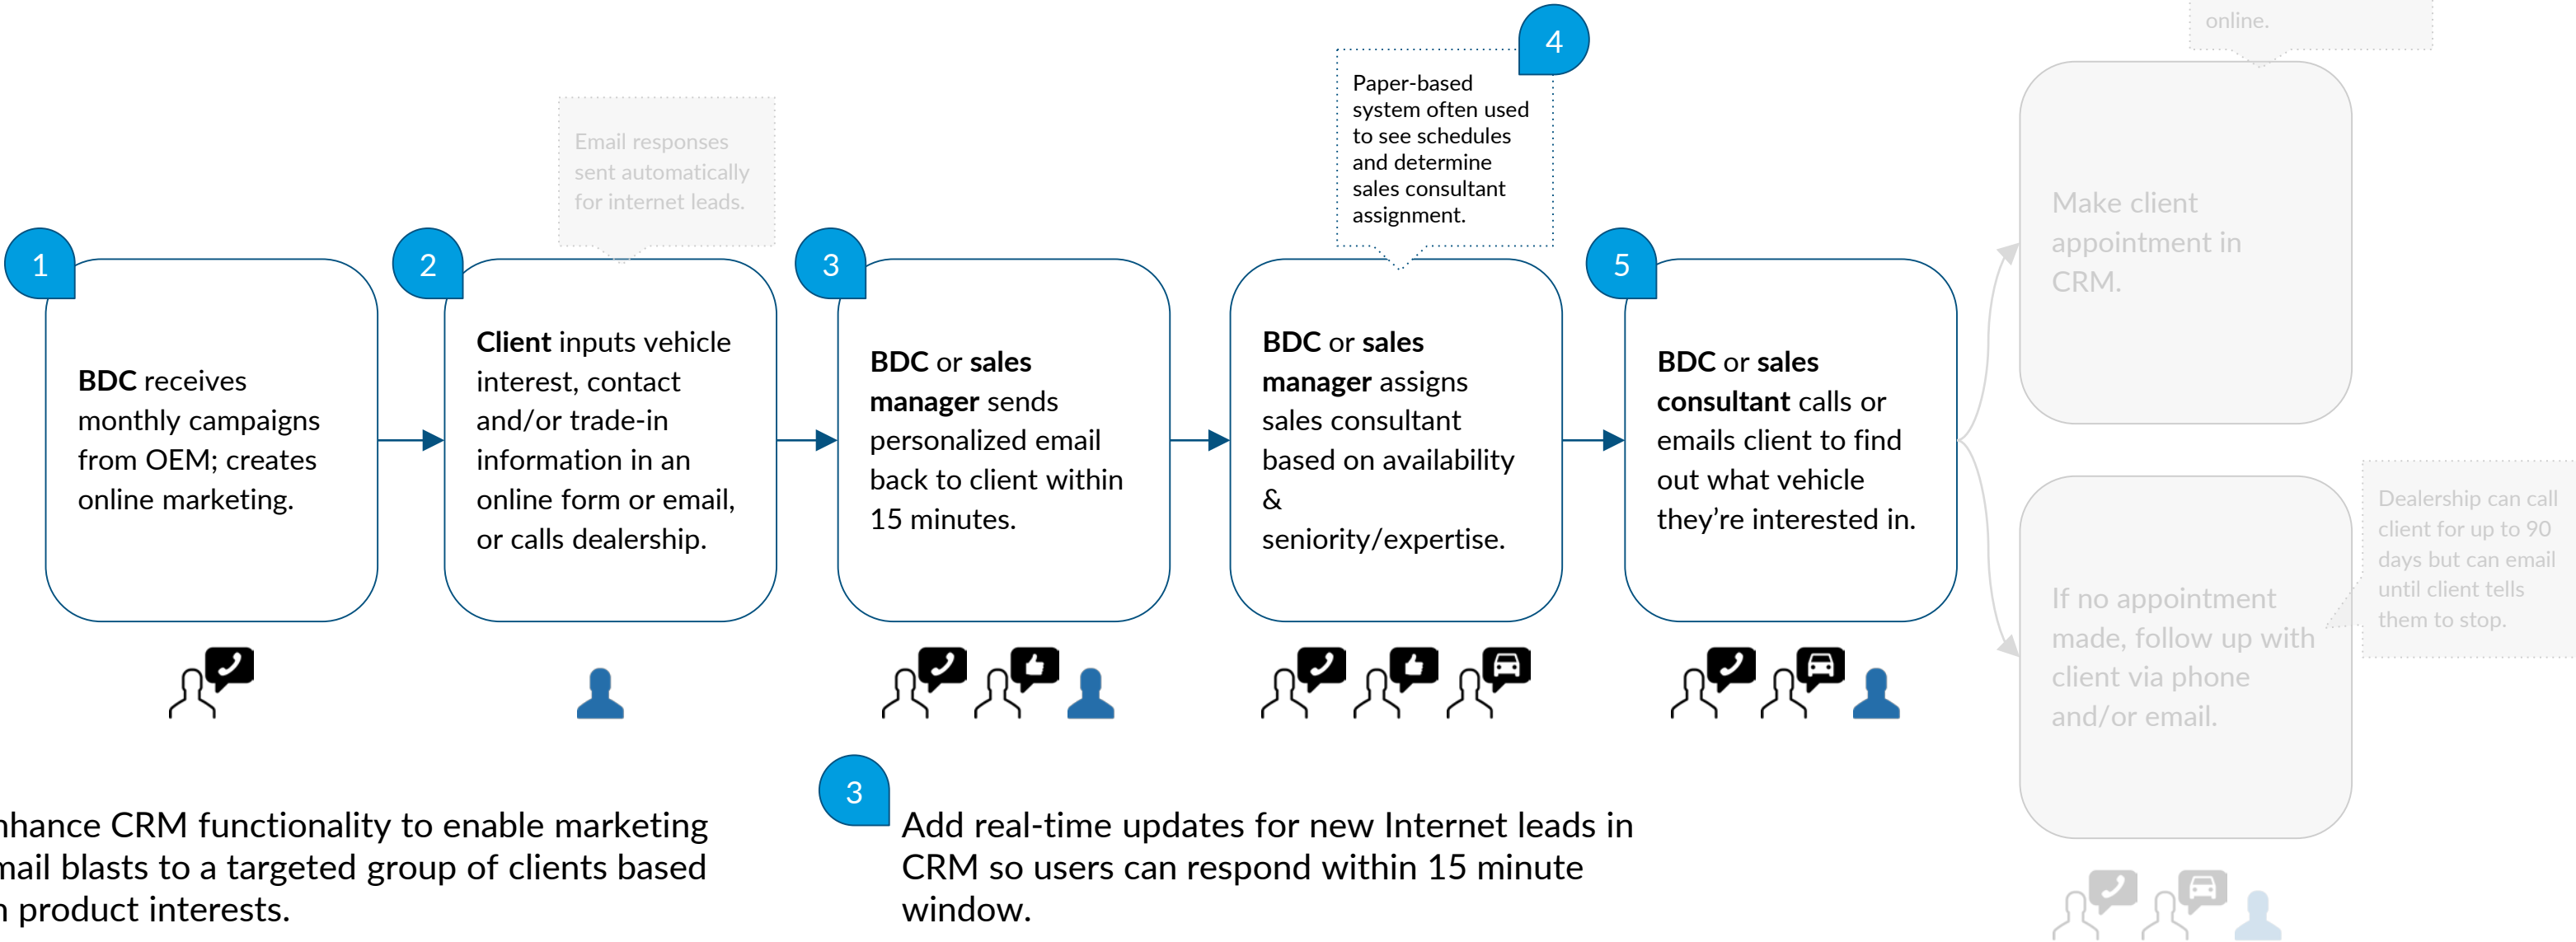 online.
4
Paper-based
system often used
to see schedules
and determine
sales consultant
assignment.
Email responses
sent automatically
for internet leads.
1
BDC receives
monthly campaigns
from OEM; creates
online marketing.
2
Client inputs vehicle
interest, contact
and/or trade-in
information in an
online form or email,
or calls dealership.
3
BDC or sales
manager sends
personalized email
back to client within
15 minutes.
BDC or sales
manager assigns
sales consultant
based on availability
&
seniority/expertise.
5
BDC or sales
consultant calls or
emails client to find
out what vehicle
they’re interested in.
Make client
appointment in
CRM.
If no appointment
made, follow up with
client via phone
and/or email.
Dealership can call
client for up to 90
days but can email
until client tells
them to stop.
nhance CRM functionality to enable marketing
mail blasts to a targeted group of clients based
n product interests.
3
Add real-time updates for new Internet leads in
CRM so users can respond within 15 minute
window.